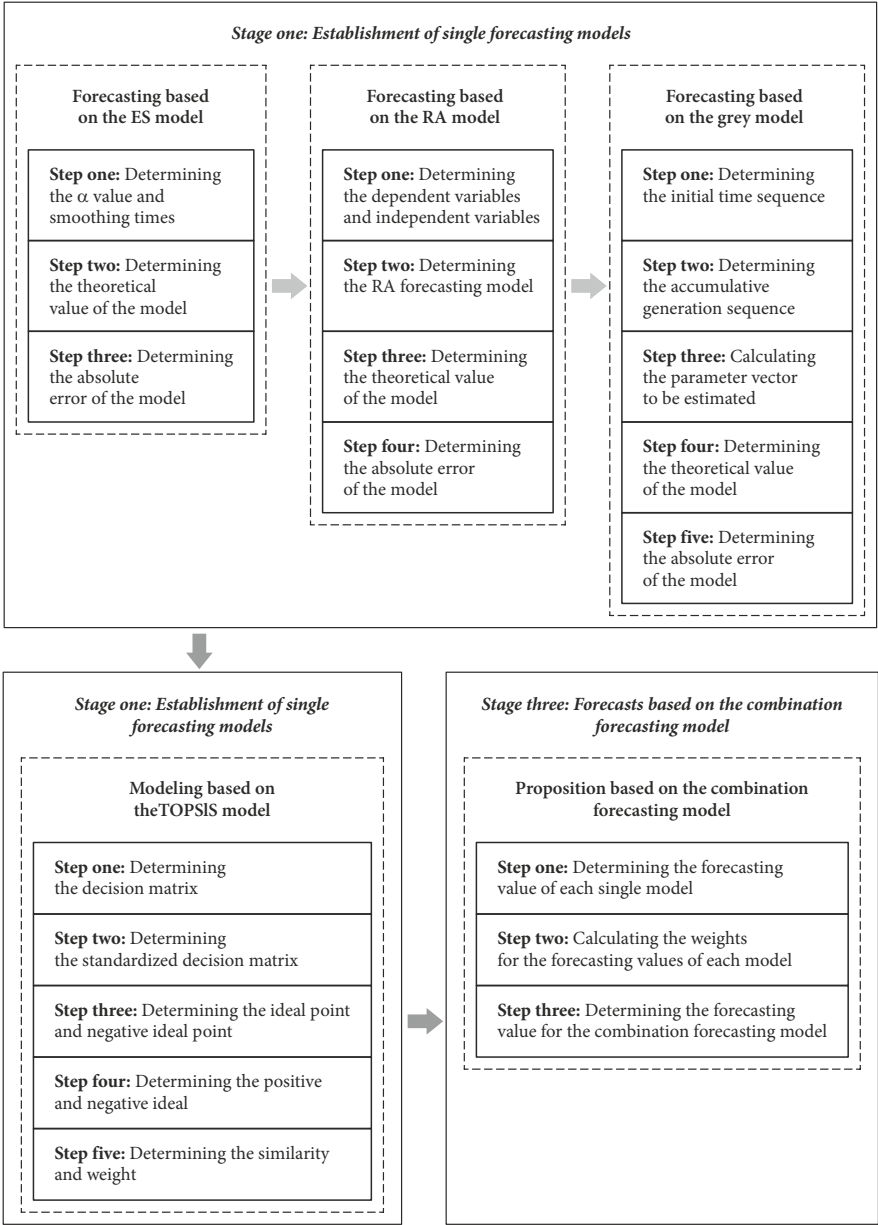 Stage one: Establishment of single forecasting models
Forecasting based
on the ES model
Step one: Determining
the α value and
smoothing times
Step two: Determining
the theoretical
value of the model
Step three: Determining
the absolute
error of the model
Forecasting based
on the RA model
Step one: Determining
the dependent variables
and independent variables
Step two: Determining
the RA forecasting model
Step three: Determining
the theoretical value
of the model
Step four: Determining
the absolute error
of the model
Forecasting based
on the grey model
Step one: Determining
the initial time sequence
Step two: Determining
the accumulative
generation sequence
Step three: Calculating
the parameter vector
to be estimated
Step four: Determining
the theoretical value
of the model
Step five: Determining
the absolute error
of the model
Stage one: Establishment of single
forecasting models
Modeling based on
theTOPSlS model
Step one: Determining
the decision matrix
Step two: Determining
the standardized decision matrix
Step three: Determining the ideal point
and negative ideal point
Step four: Determining the positive
and negative ideal
Step five: Determining the similarity
and weight
Stage three: Forecasts based on the combination
forecasting model
Proposition based on the combination
forecasting model
Step one: Determining the forecasting
value of each single model
Step two: Calculating the weights
for the forecasting values of each model
Step three: Determining the forecasting
value for the combination forecasting model